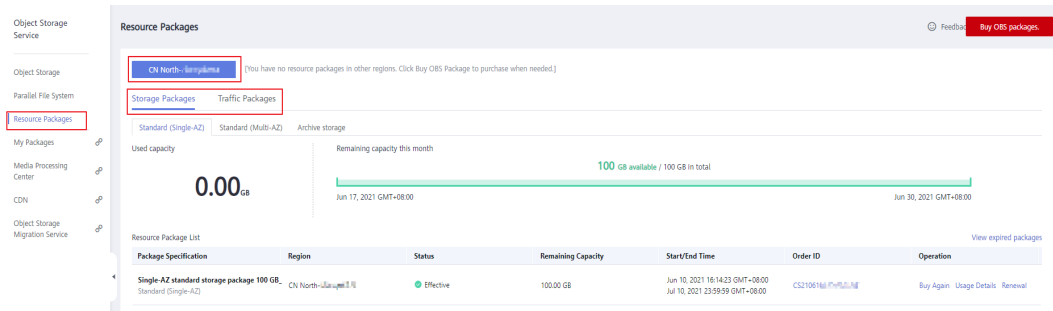 Object Storage
Service
Object Storage
Parallel File System
Resource Packages
My Packages
Media Processing
Center
CDN
Object Storage
Migration Service
Resource Packages
Feedbac
Buy OBS packages.
CN North-
[You have no resource packages in other regions. Click Buy OBS Package to purchase when needed.]
Storage Packages Traffic Packages
Standard (Single-AZ) Standard (Multi-AZ) Archive storage
Used capacity
0.00 GB
Remaining capacity this month
100 GB available / 100 GB in total
Jun 17, 2021 GMT+08:00 Jun 30, 2021 GMT+08:00
Resource Package List View expired packages
Package Specification Region Status Remaining Capacity Start/End Time Order ID Operation
Single-AZ standard storage package 100 GB_
Standard (Single-AZ)
CN North-
Effective
100.00 GB
Jun 10, 2021 16:14:23 GMT+08:00
Jul 10, 2021 23:59:59 GMT+08:00
CS210616
Buy Again Usage Details Renewal